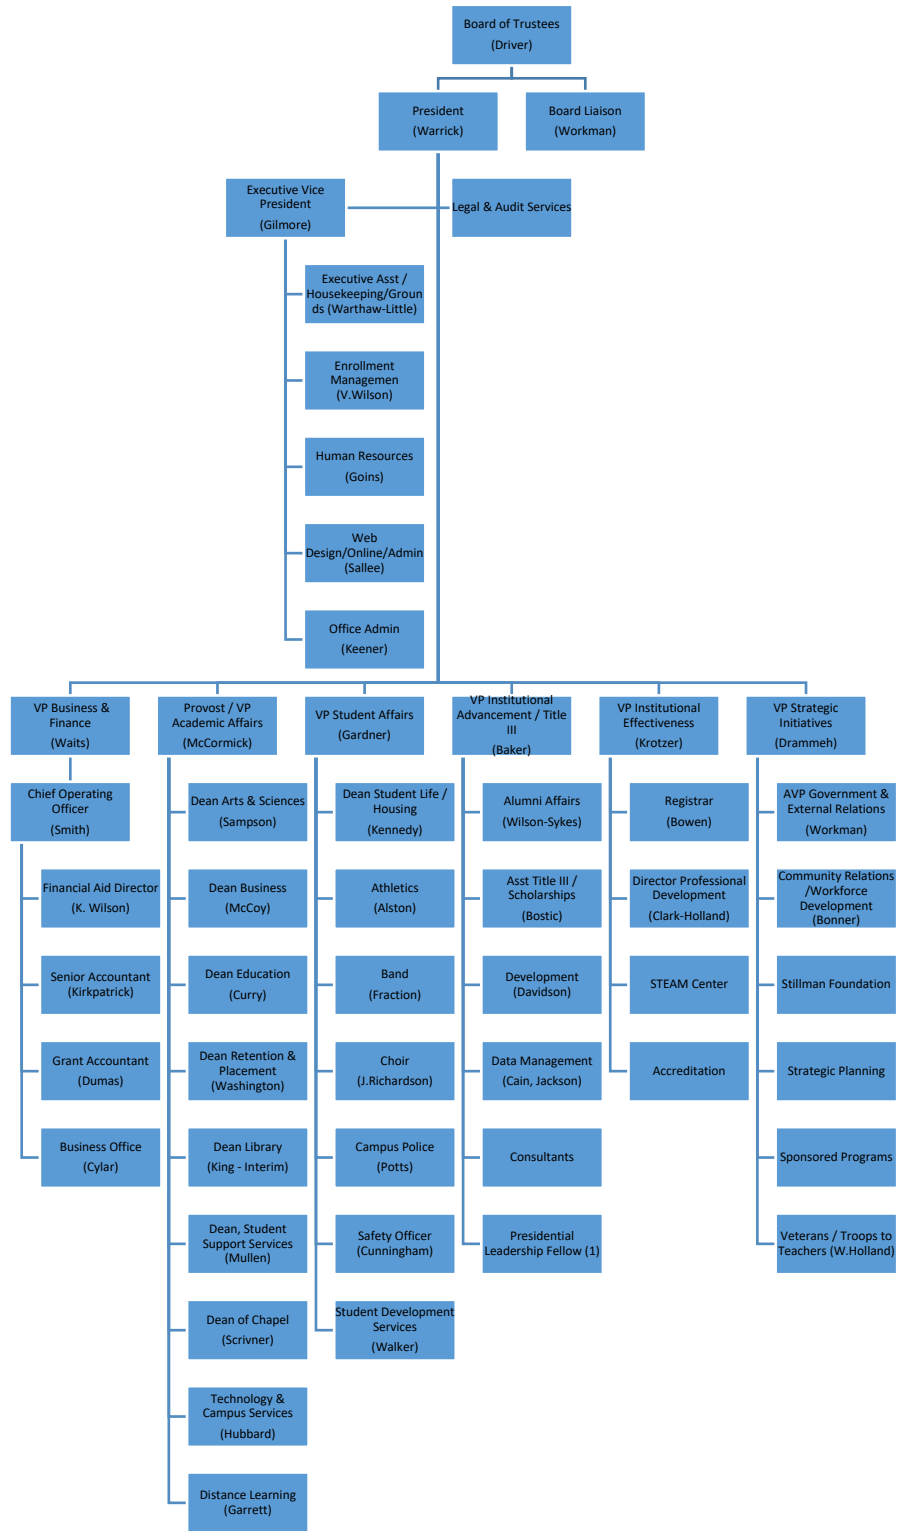 Board of Trustees
(Driver)
President
(Warrick)
Board Liaison
(Workman)
Executive Vice
President
(Gilmore)
Legal & Audit Services
Executive Asst /
Housekeeping/Groun
ds (Warthaw-Little)
Enrollment
Managemen
(V.Wilson)
Human Resources
(Goins)
Web
Design/Online/Admin
(Sallee)
Office Admin
(Keener)
VP Business &
Finance
(Waits)
Chief Operating
Officer
(Smith)
Financial Aid Director
(K. Wilson)
Senior Accountant
(Kirkpatrick)
Grant Accountant
(Dumas)
Business Office
(Cylar)
Provost / VP
Academic Affairs
(McCormick)
Dean Arts & Sciences
(Sampson)
Dean Business
(McCoy)
Dean Education
(Curry)
Dean Retention &
Placement
(Washington)
Dean Library
(King - Interim)
Dean, Student
Support Services
(Mullen)
Dean of Chapel
(Scrivner)
Technology &
Campus Services
(Hubbard)
Distance Learning
(Garrett)
VP Student Affairs
(Gardner)
Dean Student Life /
Housing
(Kennedy)
Athletics
(Alston)
Band
(Fraction)
Choir
(J.Richardson)
Campus Police
(Potts)
Safety Officer
(Cunningham)
Student Development
Services
(Walker)
VP Institutional
Advancement / Title
III
(Baker)
Alumni Affairs
(Wilson-Sykes)
Asst Title III /
Scholarships
(Bostic)
Development
(Davidson)
Data Management
(Cain, Jackson)
Consultants
Presidential
Leadership Fellow (1)
VP Institutional
Effectiveness
(Krotzer)
Registrar
(Bowen)
Director Professional
Development
(Clark-Holland)
STEAM Center
Accreditation
VP Strategic
Initiatives
(Drammeh)
AVP Government &
External Relations
(Workman)
Community Relations
/Workforce
Development
(Bonner)
Stillman Foundation
Strategic Planning
Sponsored Programs
Veterans / Troops to
Teachers (W.Holland)